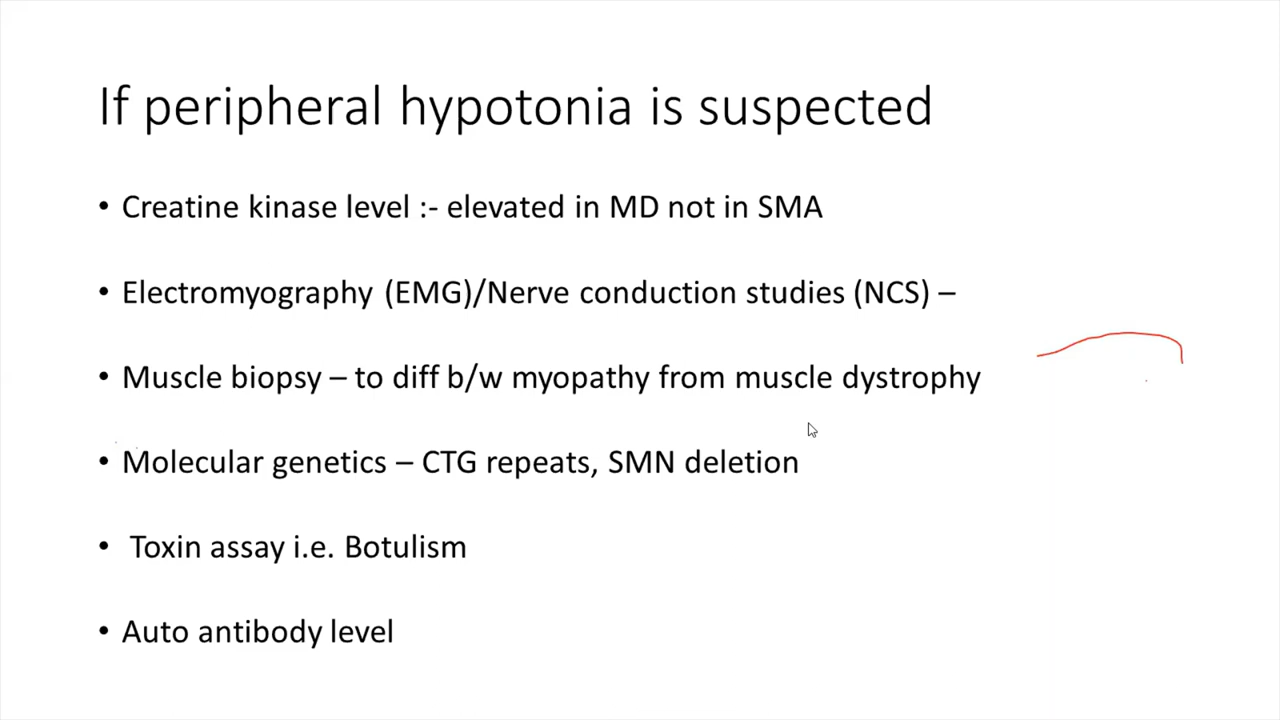 If peripheral hypotonia is suspected
• Creatine kinase level :- elevated in MD not in SMA
• Electromyography (EMG)/Nerve conduction studies (NCS) –
• Muscle biopsy – to diff b/w myopathy from muscle dystrophy
• Molecular genetics – CTG repeats, SMN deletion
• Toxin assay i.e. Botulism
• Auto antibody level